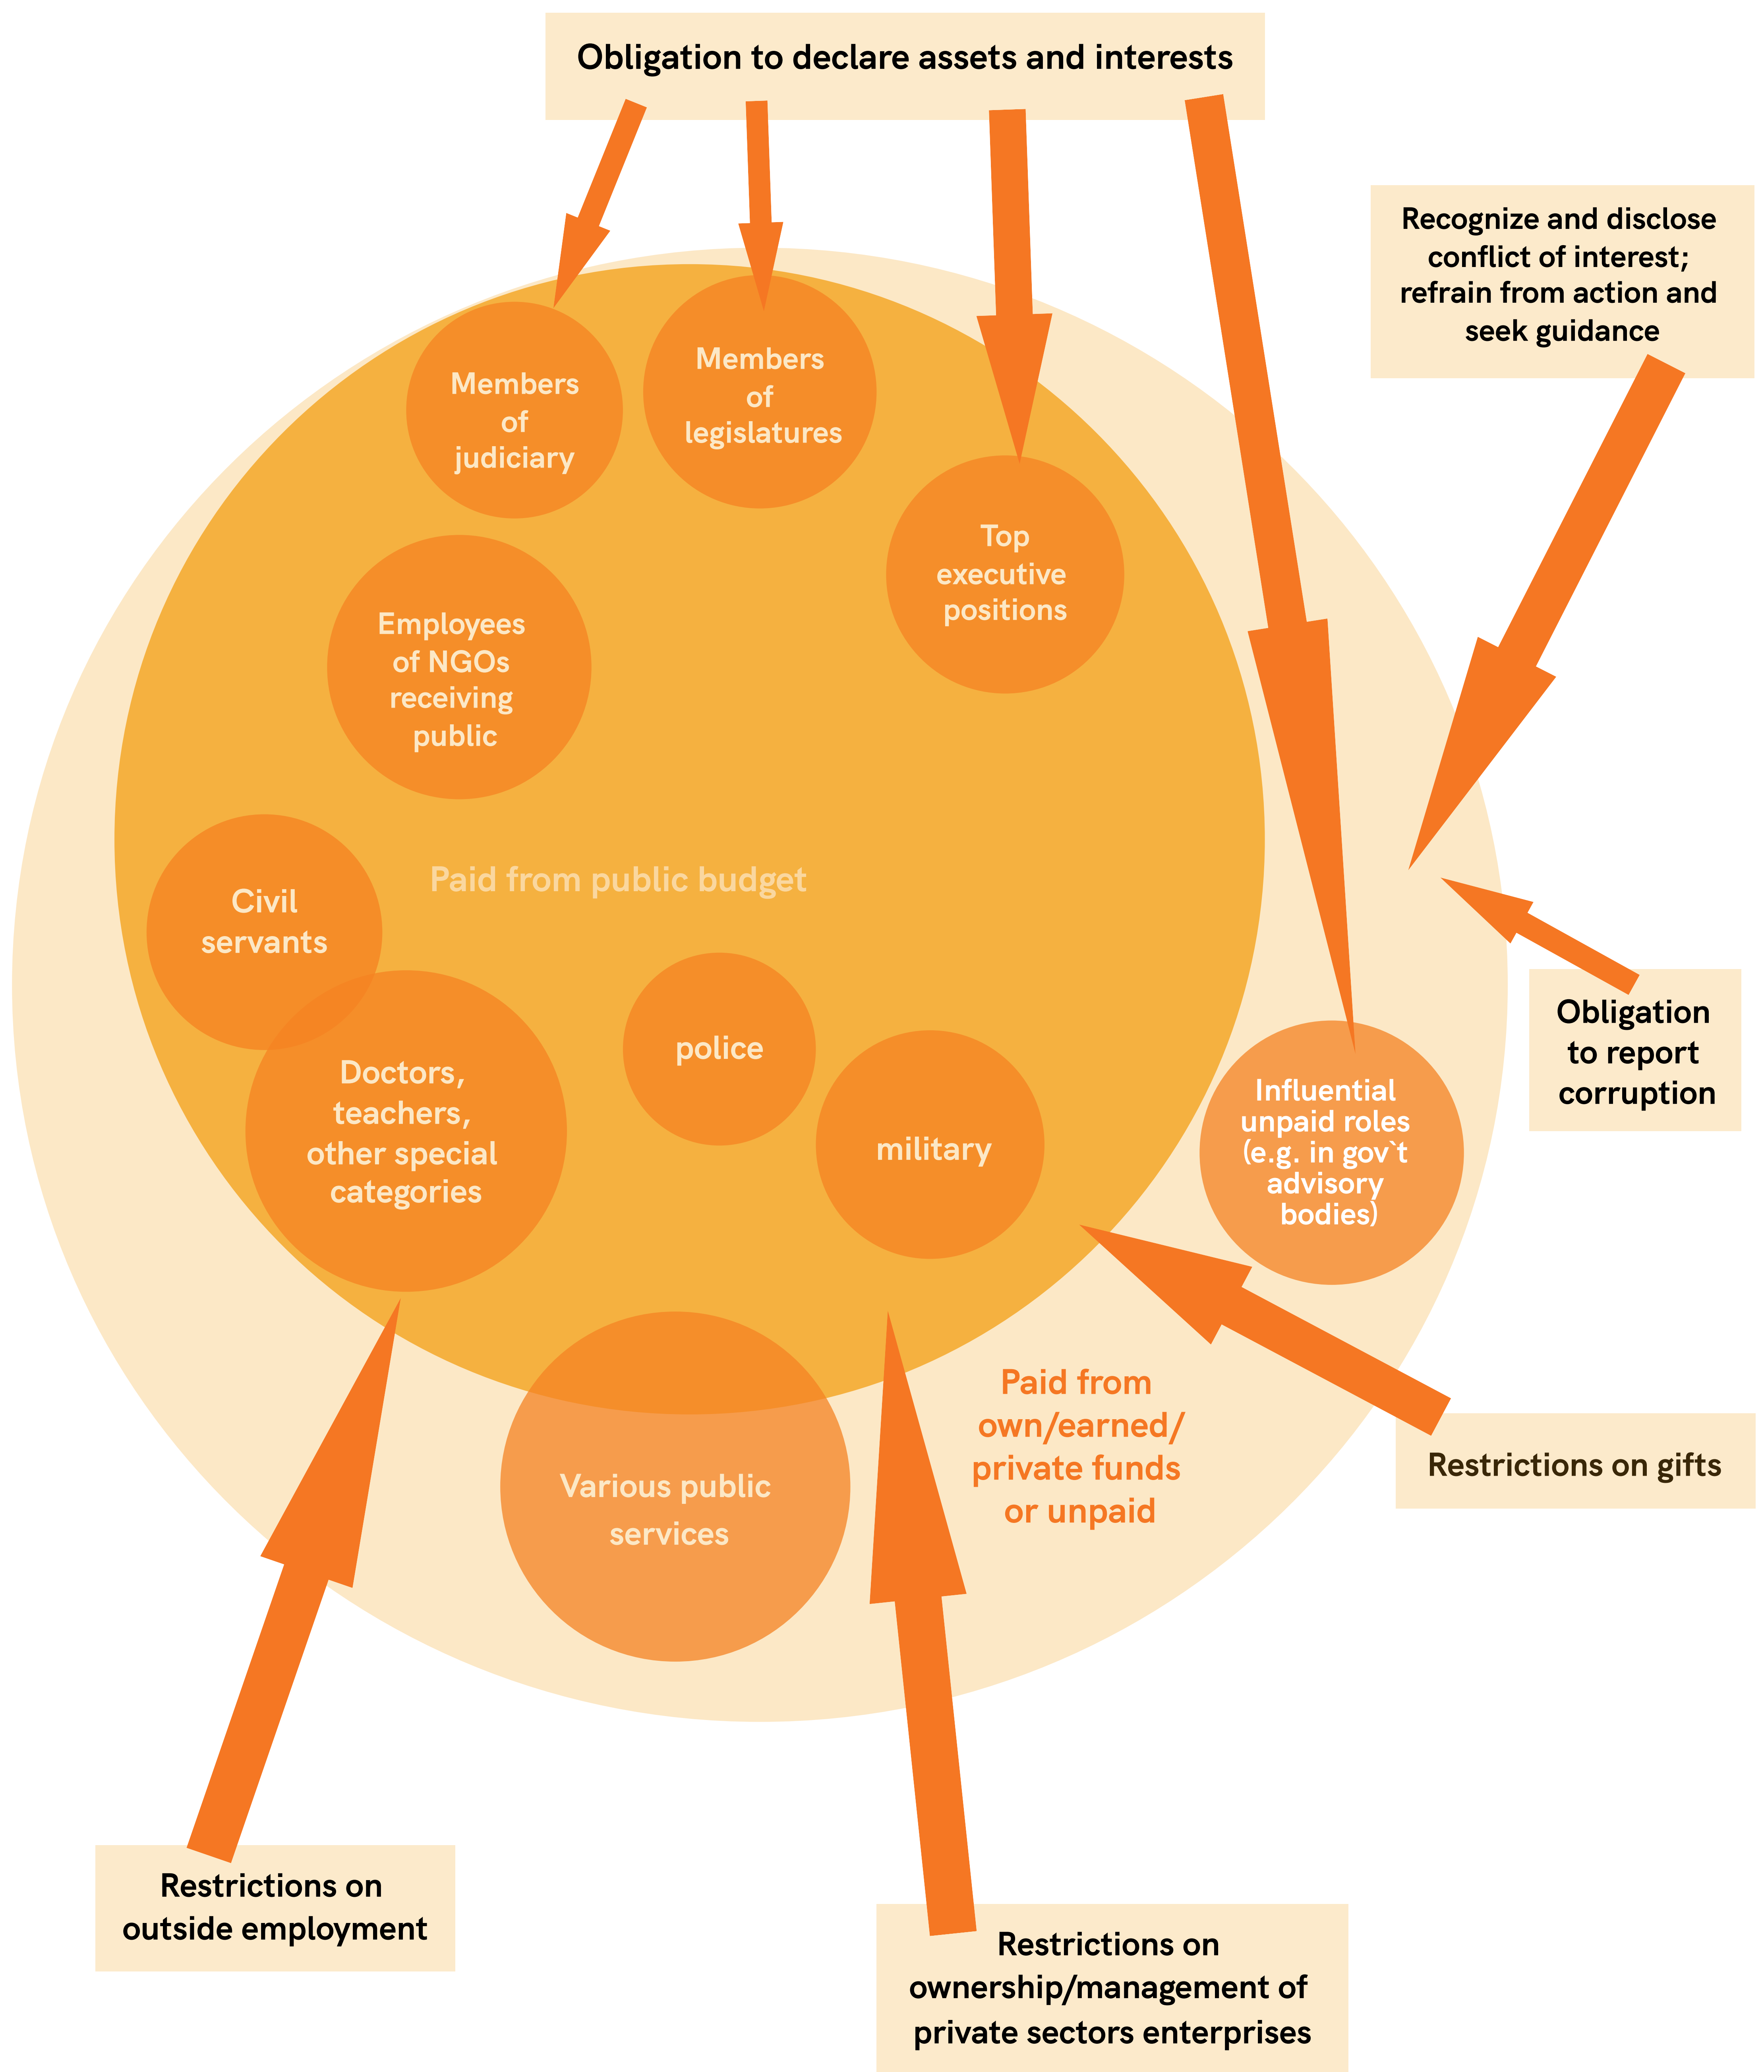 Obligation to declare assets and interests
Recognize and disclose
conflict of interest;
refrain from action and
seek guidance
Members
of
judiciary
Members
of
legislatures
Top
executive
positions
Employees
of NGOs
receiving
public
Paid from public budget
Civil
servants
Doctors,
teachers,
other special
categories
police
military
Influential
unpaid roles
(e.g. in gov`t
advisory
bodies)
Obligation
to report
corruption
Various public
services
Paid from
own/earned/
private funds
or unpaid
Restrictions on gifts
Restrictions on
outside employment
Restrictions on
ownership/management of
private sectors enterprises